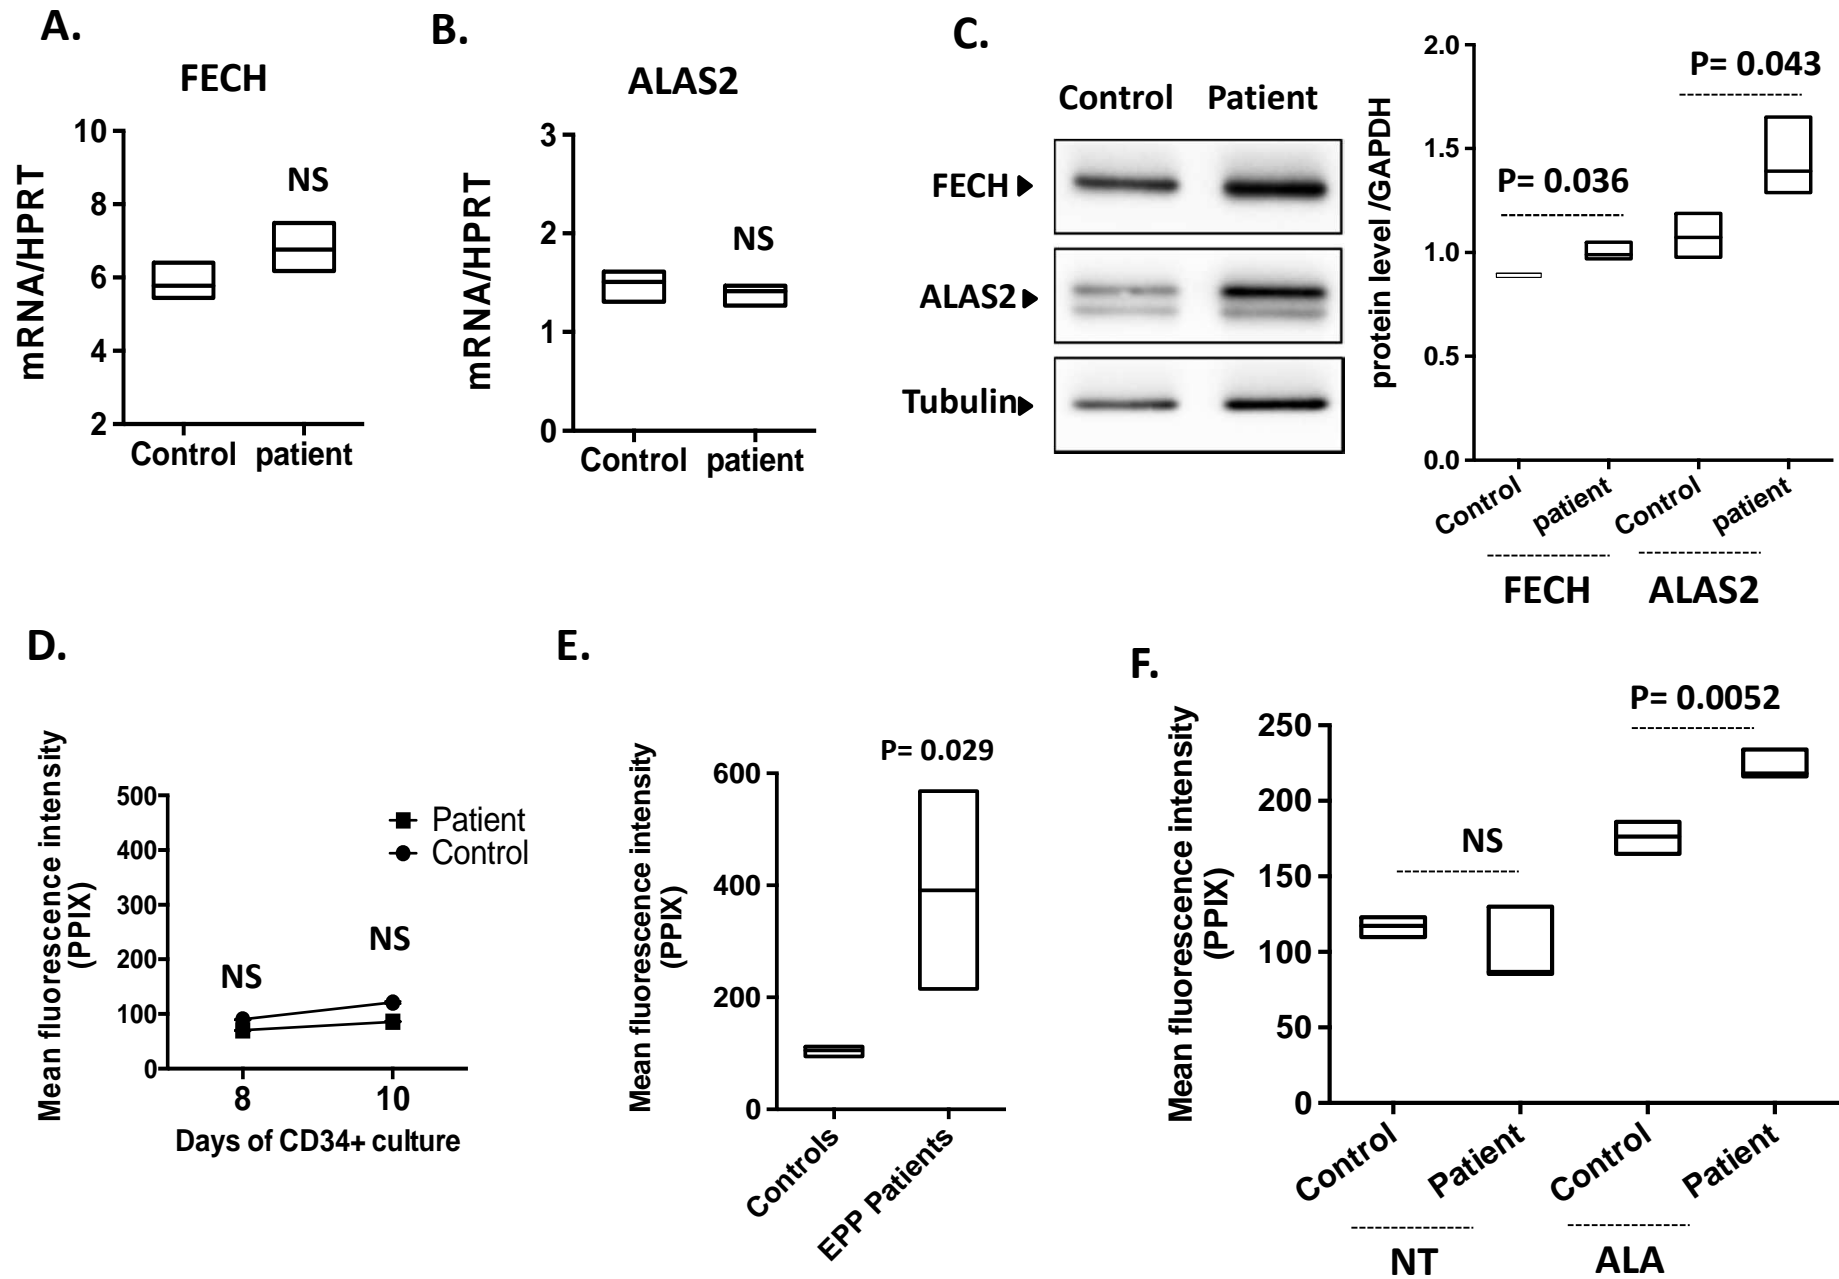 A.
FECH
mRNA/HPRT
10
8
6
4
2
NS
Control patient
B.
ALAS2
mRNA/HPRT
3
2
1
0
NS
Control patient
C.
Control Patient
FECH
ALAS2
Tubulin
protein level /GAPDH
2.0
1.5
1.0
0.5
0.0
P= 0.036
P= 0.043
Control
patient
Control
patient
FECH
ALAS2
D.
Mean fluorescence intensity
(PPIX)
500
400
300
200
100
0
Patient
Control
NS
NS
8
10
Days of CD34+ culture
E.
Mean fluorescence intensity
(PPIX)
600
400
200
0
P= 0.029
Controls
EPP Patients
F.
Mean fluorescence intensity
(PPIX)
250
200
150
100
50
0
NS
P= 0.0052
Control
Patient
Control
Patient
NT
ALA